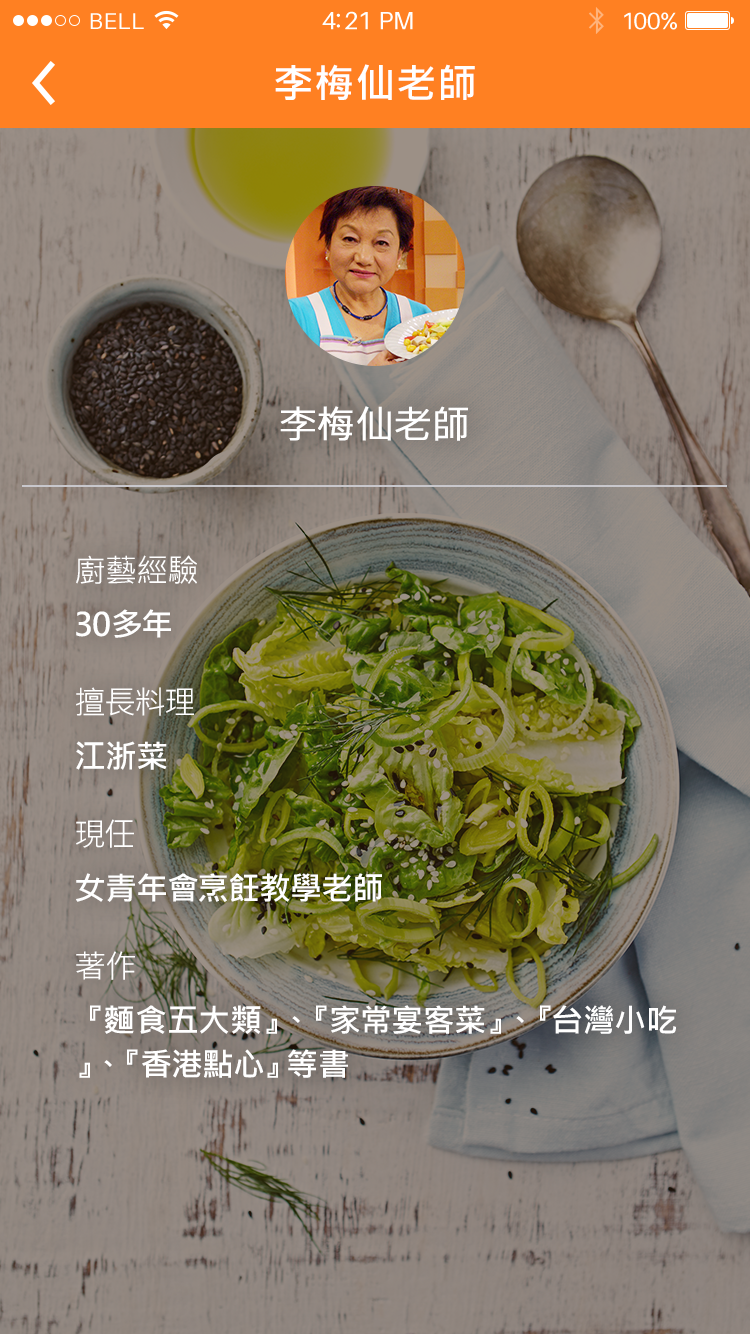 BELL 4:21 PM 100%
李梅仙老師
李梅仙老師
廚藝經驗
30多年
擅長料理
江浙菜
現任
女青年會烹飪教學老師
著作
『麵食五大類』、『家常宴客菜』、『台灣小吃
』、『香港點心』等書